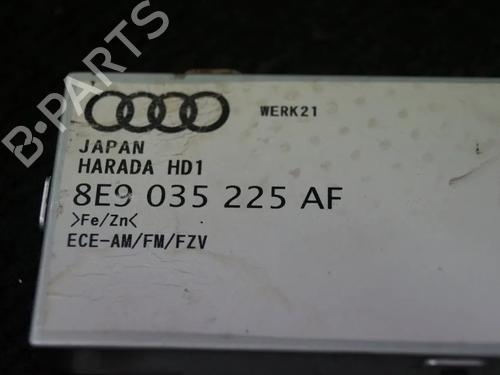 WERK21
JAPAN
HARADA HD1
8E9 035 225 AF
>Fe/Zn<
ECE-AM/FM/FZV
B-PARTS